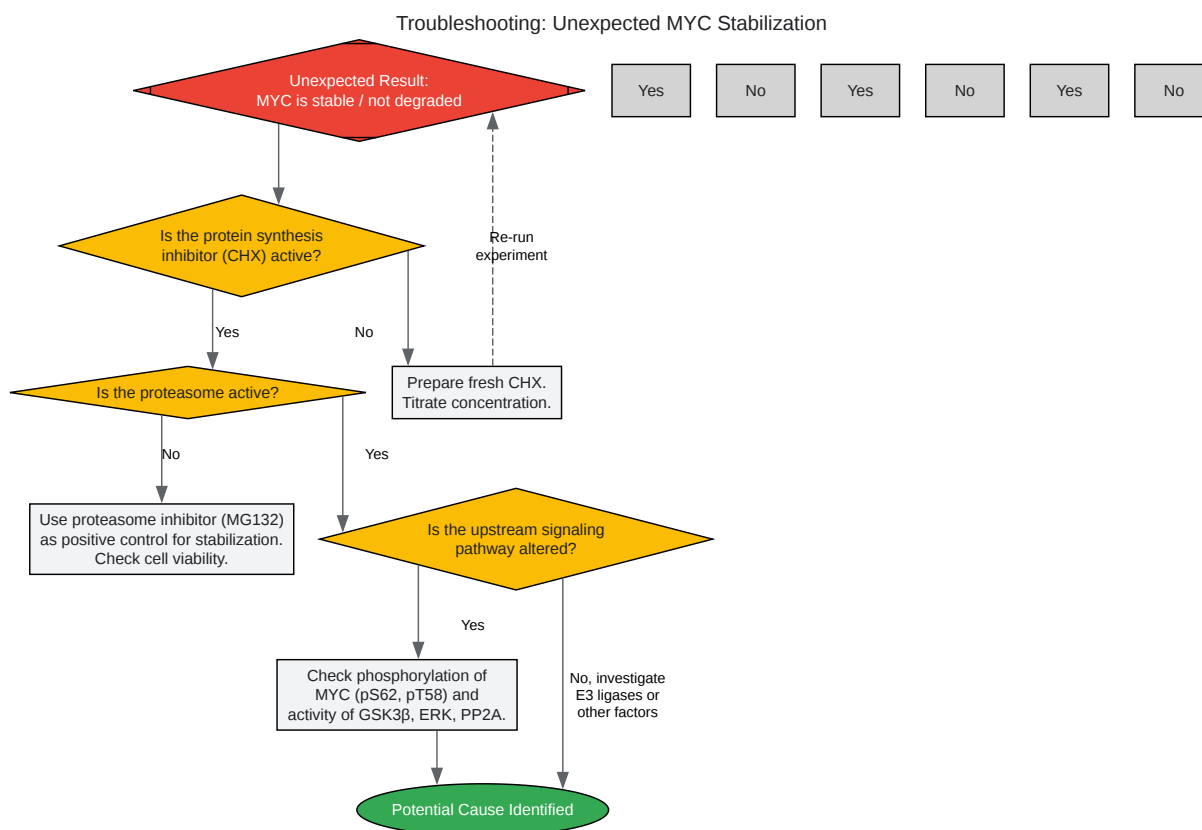 Troubleshooting: Unexpected MYC Stabilization
Unexpected Result:
MYC is stable / not degraded
Yes
No
Yes
No
Yes
No
Is the protein synthesis
inhibitor (CHX) active?
Re-run
experiment
Yes
No
Is the proteasome active?
Prepare fresh CHX.
Titrate concentration.
No
Yes
Use proteasome inhibitor (MG132)
as positive control for stabilization.
Check cell viability.
Is the upstream signaling
pathway altered?
Yes
Check phosphorylation of
MYC (pS62, pT58) and
activity of GSK3β, ERK, PP2A.
No, investigate
E3 ligases or
other factors
Potential Cause Identified